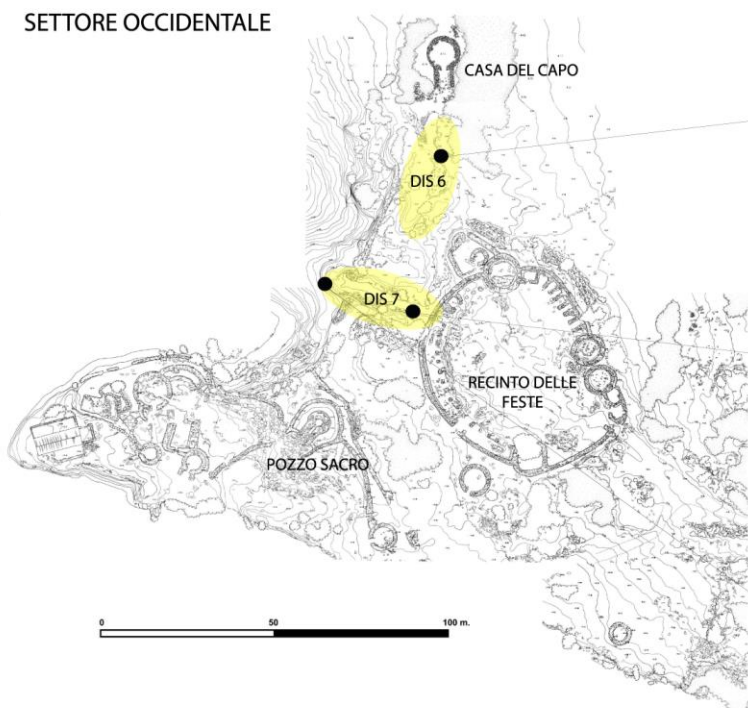 SETTORE OCCIDENTALE
CASA DEL CAPO
DIS 6
DIS 7
RECINTO DELLE
FESTE
POZZO SACRO
0 50 100 m.